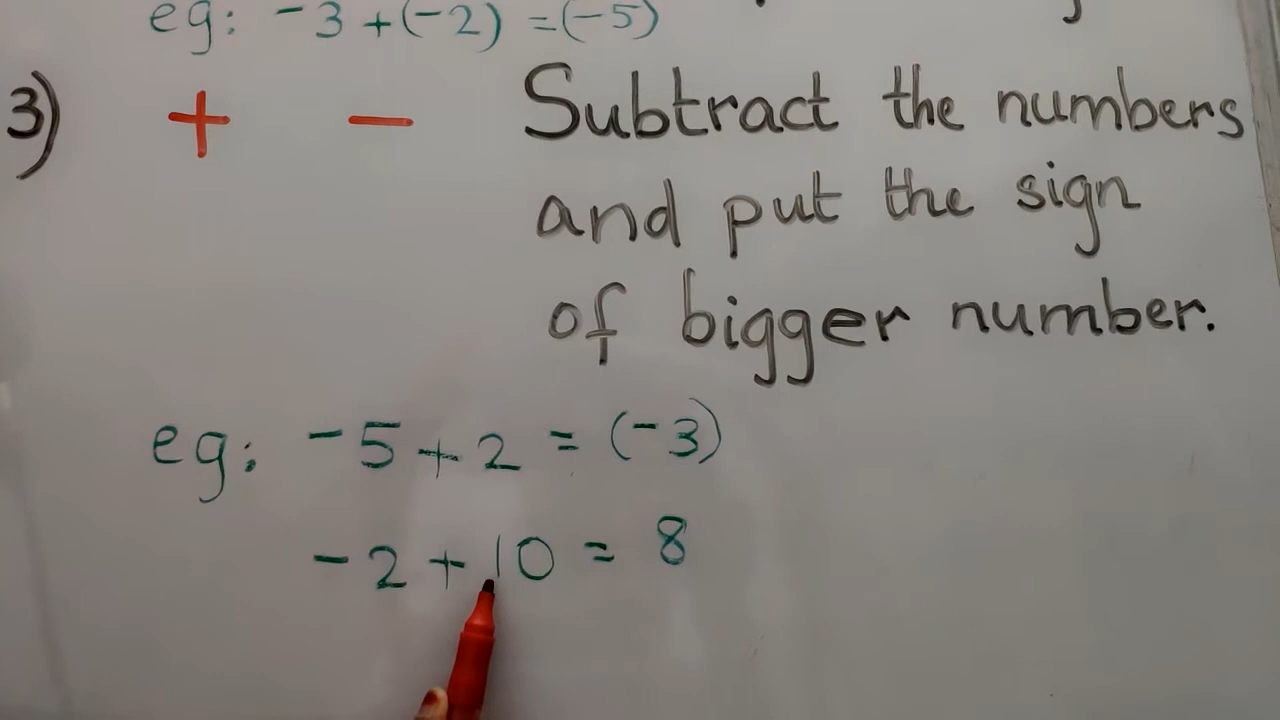 eg: -3 + (-2) = (-5)
3) + - Subtract the numbers
and put the sign
of bigger number.
eg: -5 + 2 = (-3)
-2 + 10 = 8